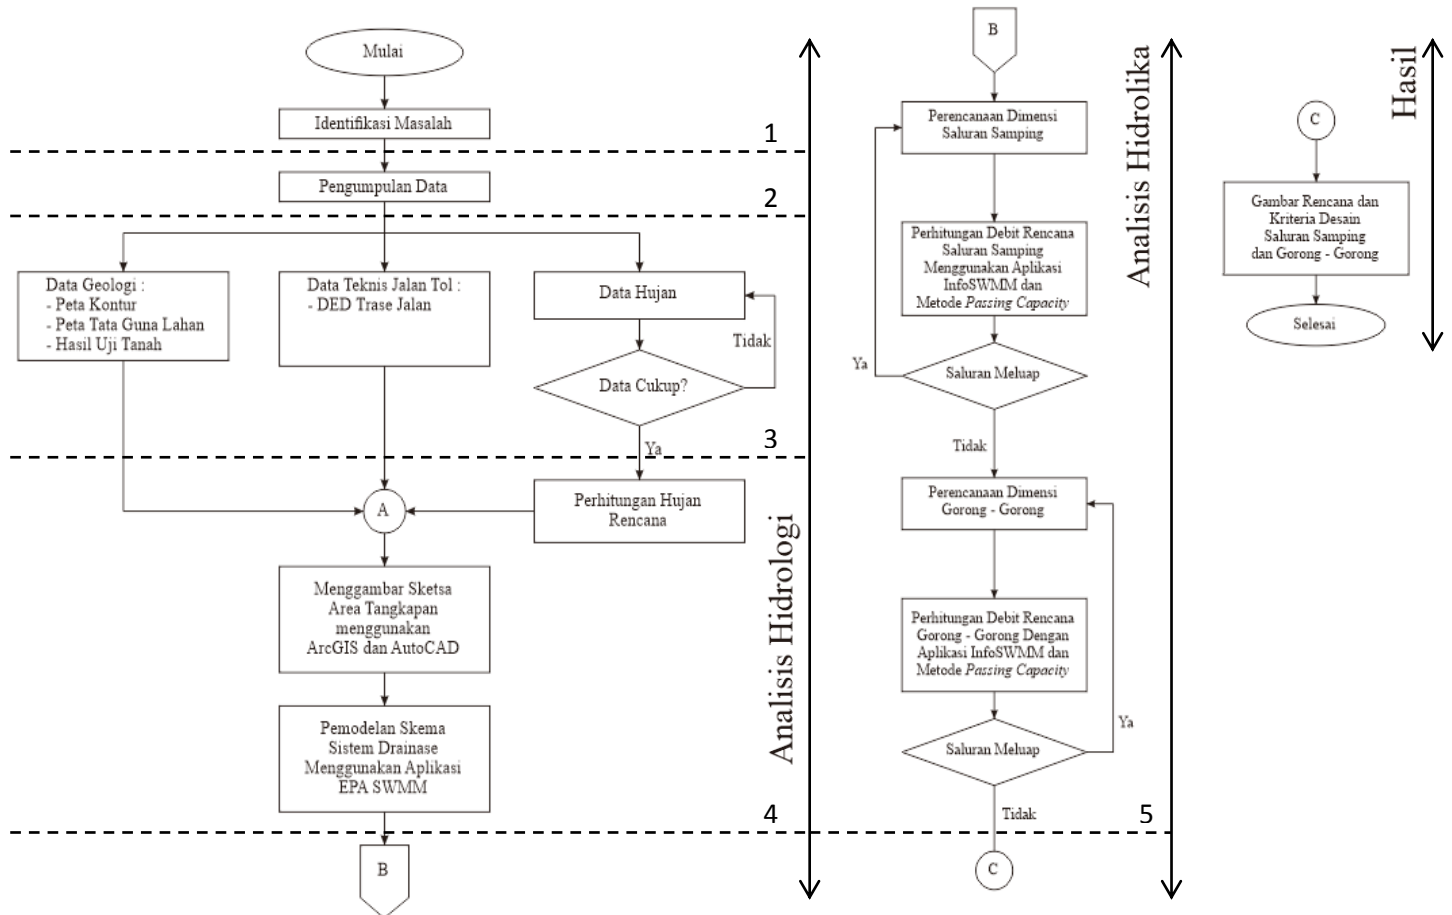 Mulai
Identifikasi Masalah
1
Pengumpulan Data
2
Data Geologi :
- Peta Kontur
- Peta Tata Guna Lahan
- Hasil Uji Tanah
Data Teknis Jalan Tol :
- DED Trase Jalan
Data Hujan
Tidak
Data Cukup?
3
Ya
A
Perhitungan Hujan
Rencana
Menggambar Sketsa
Area Tangkapan
menggunakan
ArcGIS dan AutoCAD
Pemodelan Skema
Sistem Drainase
Menggunakan Aplikasi
EPA SWMM
4
B
Analisis Hidrologi
B
Perencanaan Dimensi
Saluran Samping
Perhitungan Debit Rencana
Saluran Samping
Menggunakan Aplikasi
InfoSWMM dan
Metode Passing Capacity
Ya
Saluran Meluap
Tidak
Perencanaan Dimensi
Gorong - Gorong
Perhitungan Debit Rencana
Gorong - Gorong Dengan
Aplikasi InfoSWMM dan
Metode Passing Capacity
Ya
Saluran Meluap
Tidak
5
C
Analisis Hidrolika
C
Gambar Rencana dan
Kriteria Desain
Saluran Samping
dan Gorong - Gorong
Selesai
Hasil